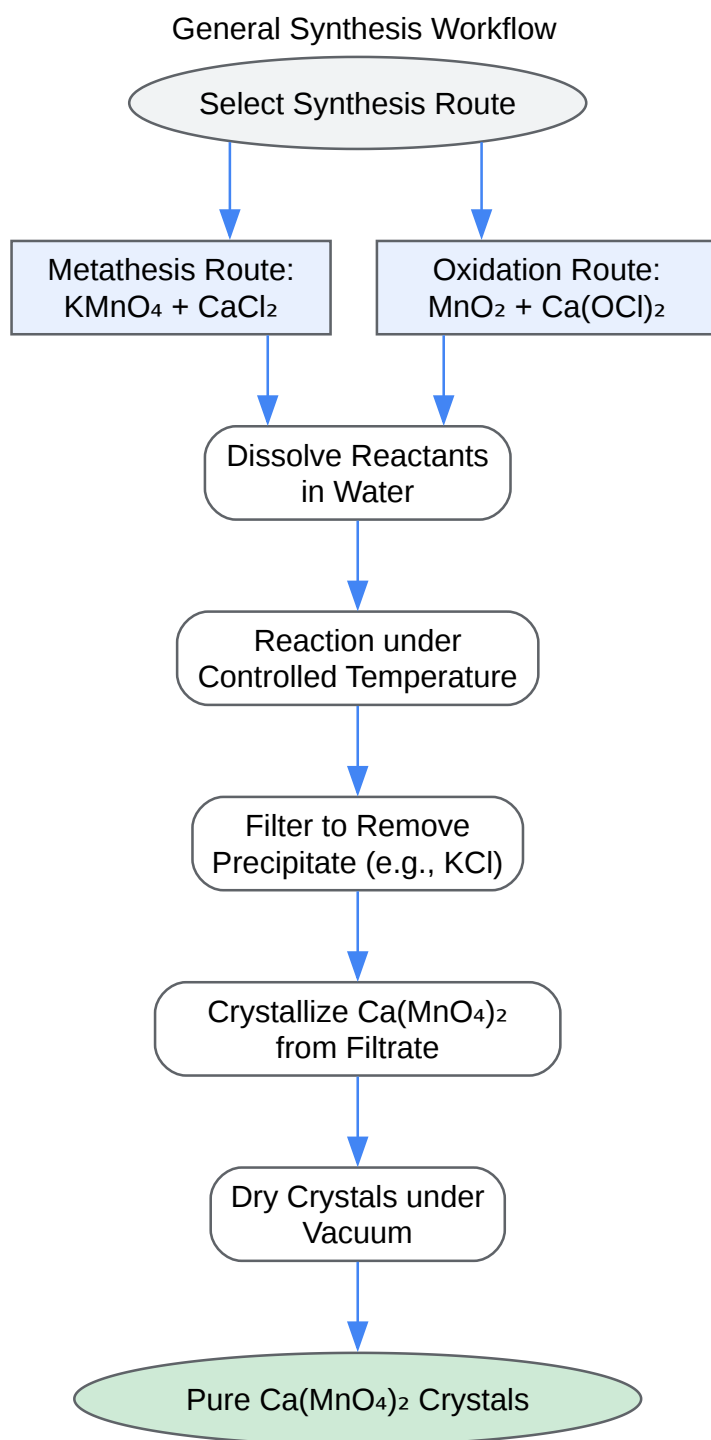 General Synthesis Workflow
Select Synthesis Route
Metathesis Route:
KMnO₄ + CaCl₂
Oxidation Route:
MnO₂ + Ca(OCl)₂
Dissolve Reactants
in Water
Reaction under
Controlled Temperature
Filter to Remove
Precipitate (e.g., KCl)
Crystallize Ca(MnO₄)₂
from Filtrate
Dry Crystals under
Vacuum
Pure Ca(MnO₄)₂ Crystals